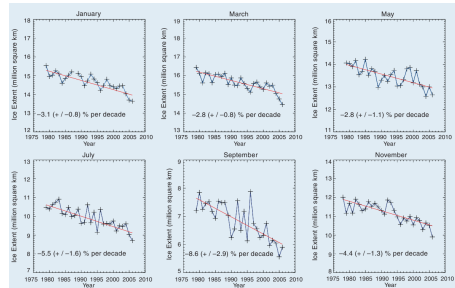 January
Ice Extent (million square km)
18
17
16
15
14
13
12
−3.1 (+ / −0.8) % per decade
1975 1980 1985 1990 1995 2000 2005 2010
Year
March
Ice Extent (million square km)
18
17
16
15
14
13
12
−2.8 (+ / −0.8) % per decade
1975 1980 1985 1990 1995 2000 2005 2010
Year
May
Ice Extent (million square km)
16
15
14
13
12
11
−2.8 (+ / −1.1) % per decade
1975 1980 1985 1990 1995 2000 2005 2010
Year
July
Ice Extent (million square km)
13
12
11
10
9
8
7
−5.5 (+ / −1.6) % per decade
1975 1980 1985 1990 1995 2000 2005 2010
Year
September
Ice Extent (million square km)
9
8
7
6
5
−8.6 (+ / −2.9) % per decade
1975 1980 1985 1990 1995 2000 2005 2010
Year
November
Ice Extent (million square km)
14
13
12
11
10
9
8
−4.4 (+ / −1.3) % per decade
1975 1980 1985 1990 1995 2000 2005 2010
Year